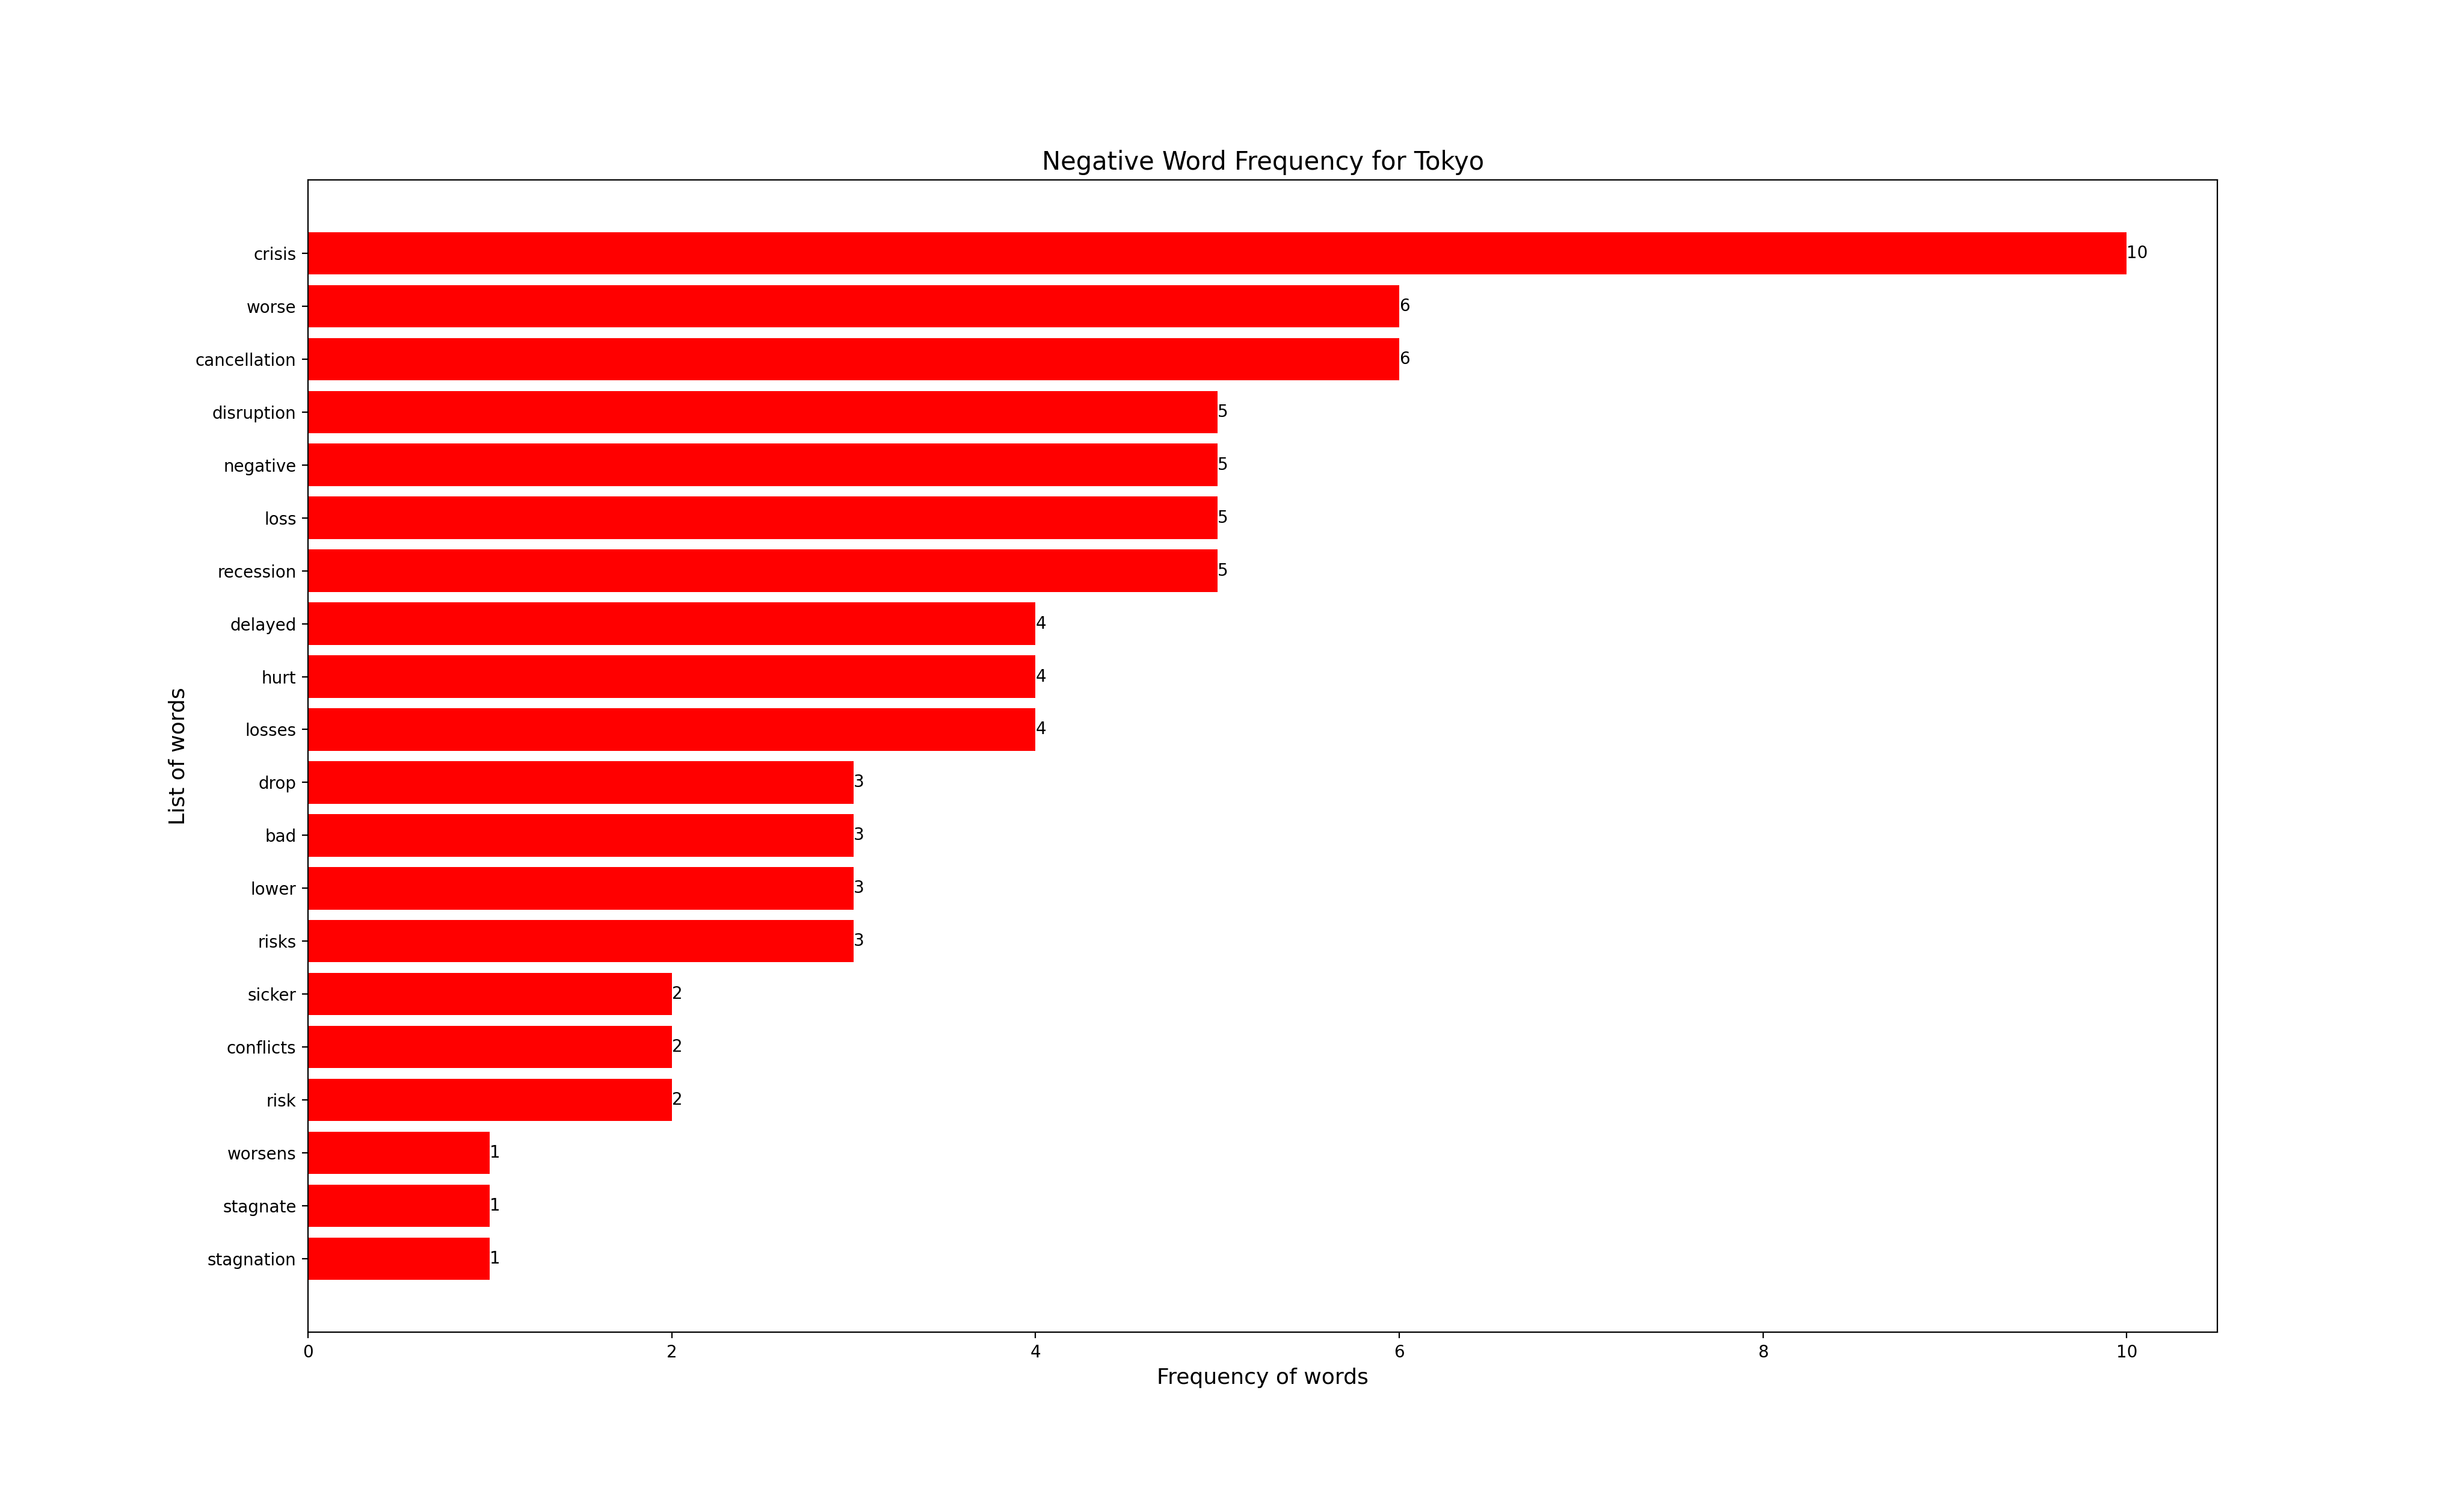 Negative Word Frequency for Tokyo
crisis 10
worse 6
cancellation 6
disruption 5
negative 5
loss 5
recession 5
delayed 4
hurt 4
losses 4
drop 3
bad 3
lower 3
risks 3
sicker 2
conflicts 2
risk 2
worsens 1
stagnate 1
stagnation 1
List of words
0 2 4 6 8 10
Frequency of words